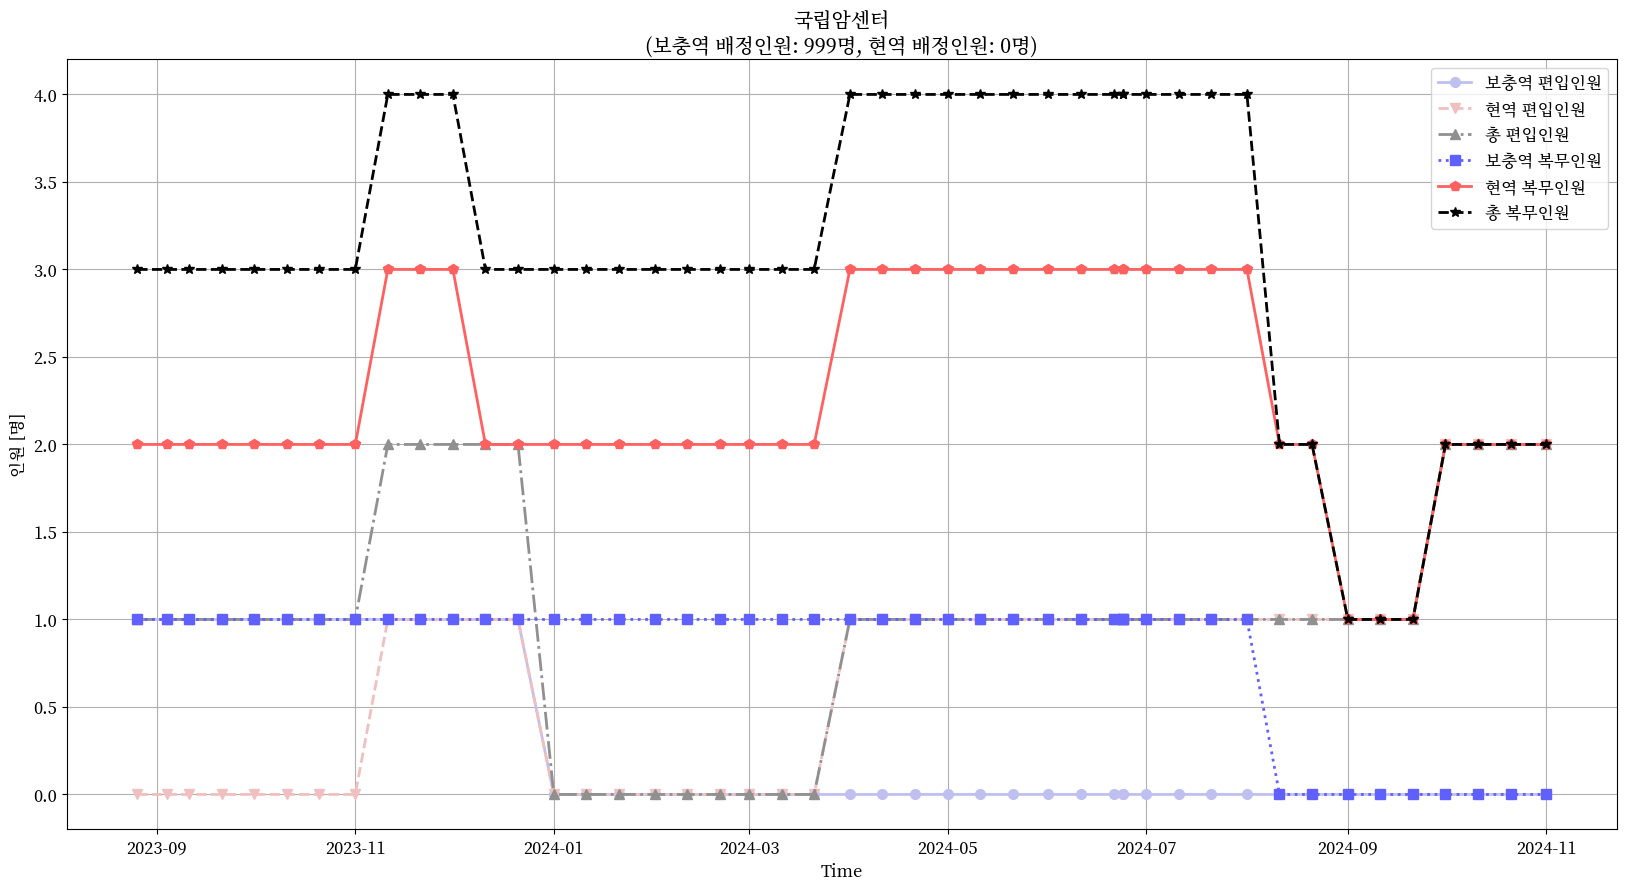 국립암센터
(보충역 배정인원: 999명, 현역 배정인원: 0명)
보충역 편입인원
현역 편입인원
총 편입인원
보충역 복무인원
현역 복무인원
총 복무인원
인원 [명]
4.0
3.5
3.0
2.5
2.0
1.5
1.0
0.5
0.0
2023-09 2023-11 2024-01 2024-03 2024-05 2024-07 2024-09 2024-11
Time